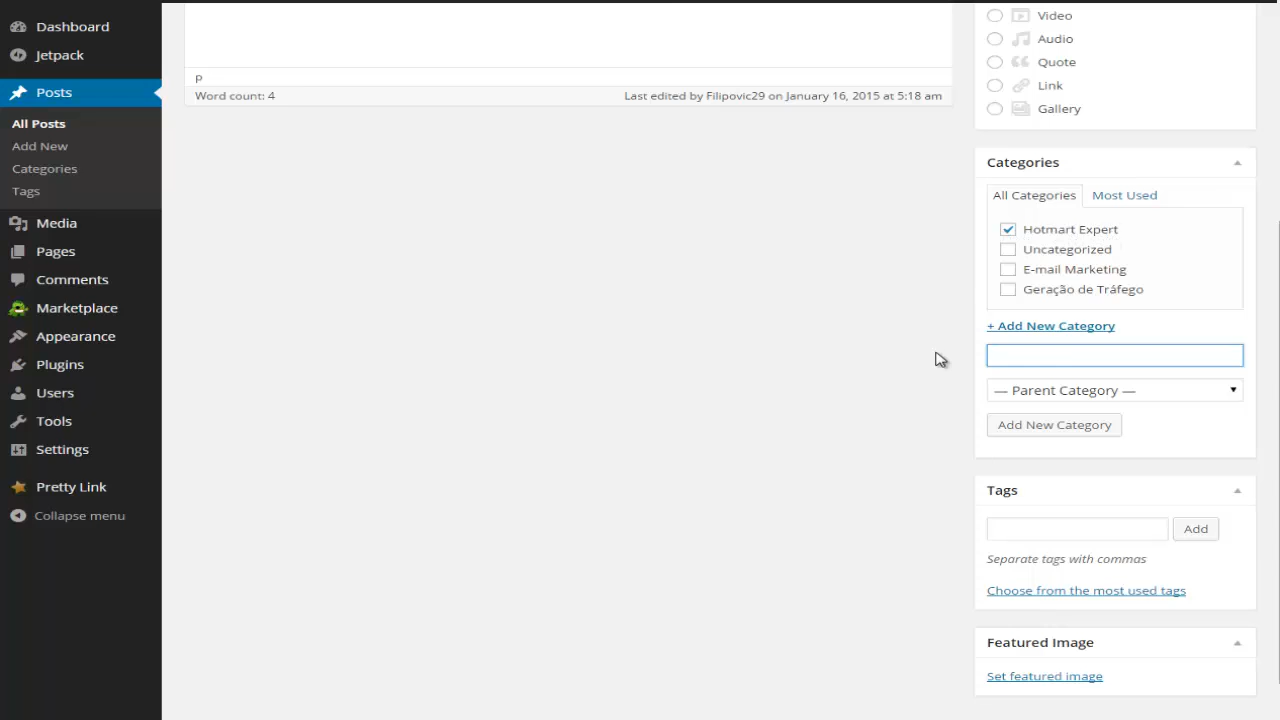 Dashboard
Jetpack
Posts
All Posts
Add New
Categories
Tags
Media
Pages
Comments
Marketplace
Appearance
Plugins
Users
Tools
Settings
Pretty Link
Collapse menu
p
Word count: 4
Last edited by Filipovic29 on January 16, 2015 at 5:18 am
Video
Audio
Quote
Link
Gallery
Categories
All Categories
Most Used
Hotmart Expert
Uncategorized
E-mail Marketing
Geração de Tráfego
+ Add New Category
— Parent Category —
Add New Category
Tags
Add
Separate tags with commas
Choose from the most used tags
Featured Image
Set featured image